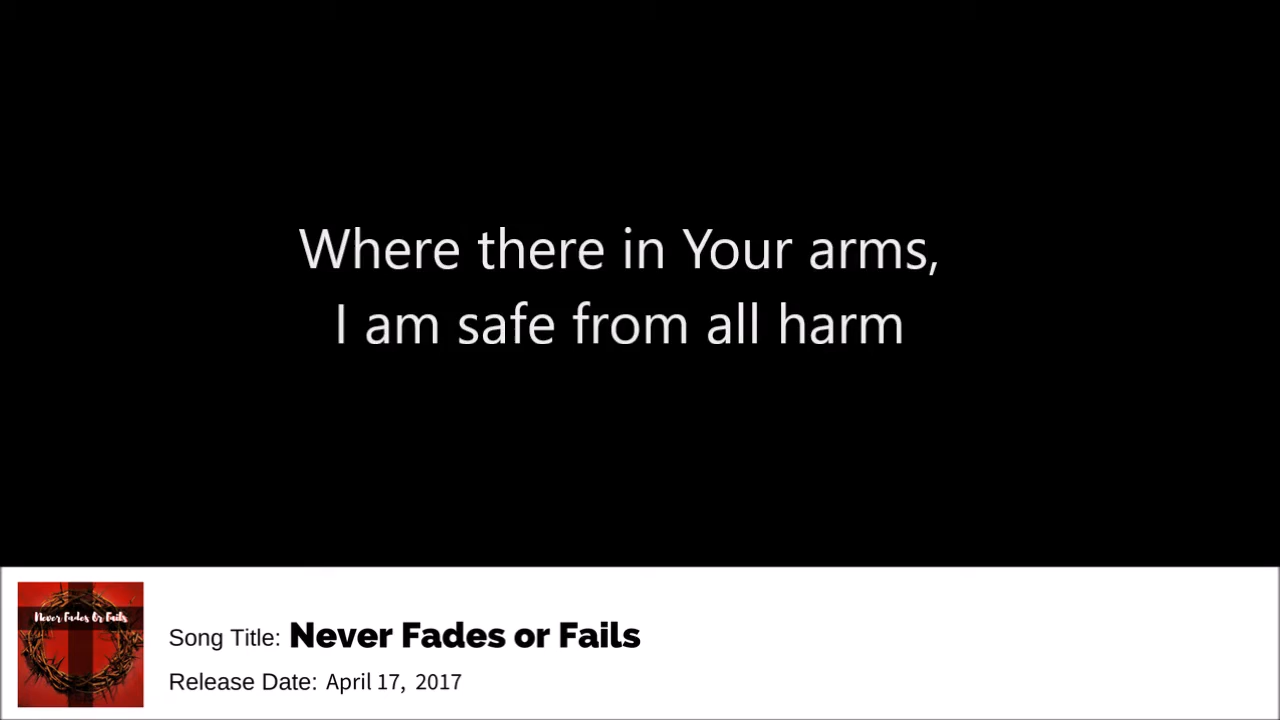 Where there in Your arms,
I am safe from all harm
Never Fades Or Fails
Song Title: Never Fades or Fails
Release Date: April 17, 2017